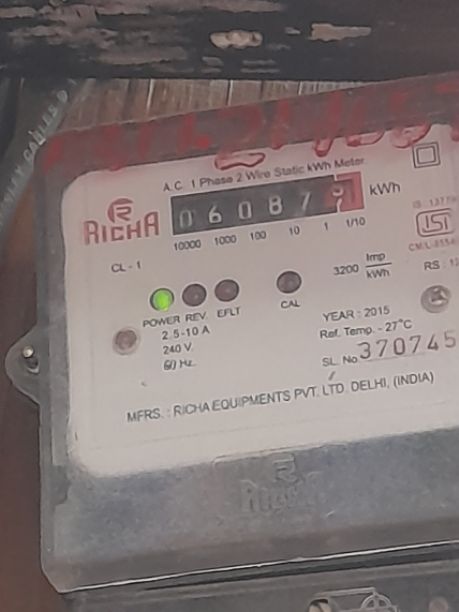 A.C. 1 Phase 2 Wire Static kWh Meter
RICHA
0 6 0 8 7 kWh
10000 1000 100 10 1 1/10
CL - 1
3200 Imp/kWh
POWER REV. EFLT CAL
2.5-10 A
240 V.
60 Hz.
YEAR : 2015
Ref. Temp. - 27°C
SL. No 370745
MFRS. : RICHA EQUIPMENTS PVT. LTD. DELHI, (INDIA)
RICHA